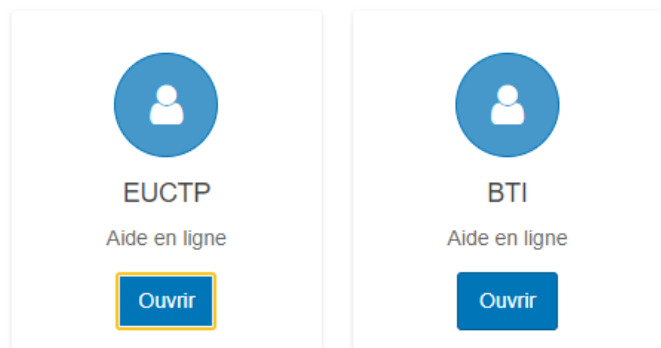 EUCTP
Aide en ligne
Ouvrir
BTI
Aide en ligne
Ouvrir